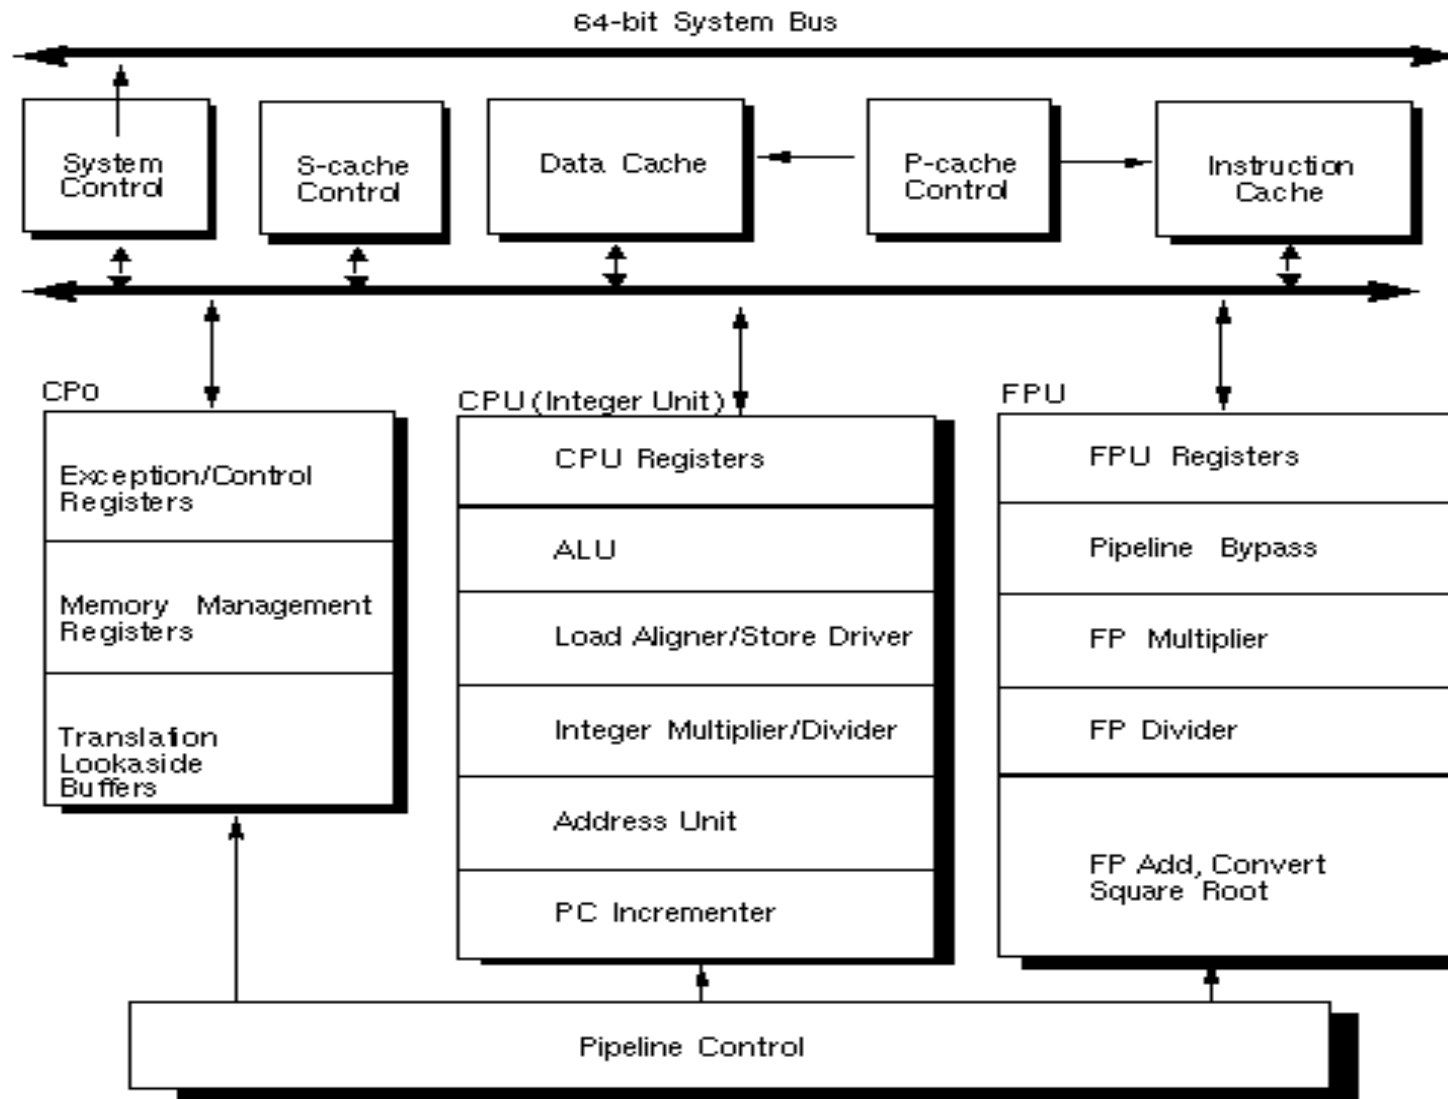 64-bit System Bus
System
Control
S-cache
Control
Data Cache
P-cache
Control
Instruction
Cache
CP0
Exception/Control
Registers
Memory Management
Registers
Translation
Lookaside
Buffers
CPU (Integer Unit)
CPU Registers
ALU
Load Aligner/Store Driver
Integer Multiplier/Divider
Address Unit
PC Incrementer
FPU
FPU Registers
Pipeline Bypass
FP Multiplier
FP Divider
FP Add, Convert
Square Root
Pipeline Control